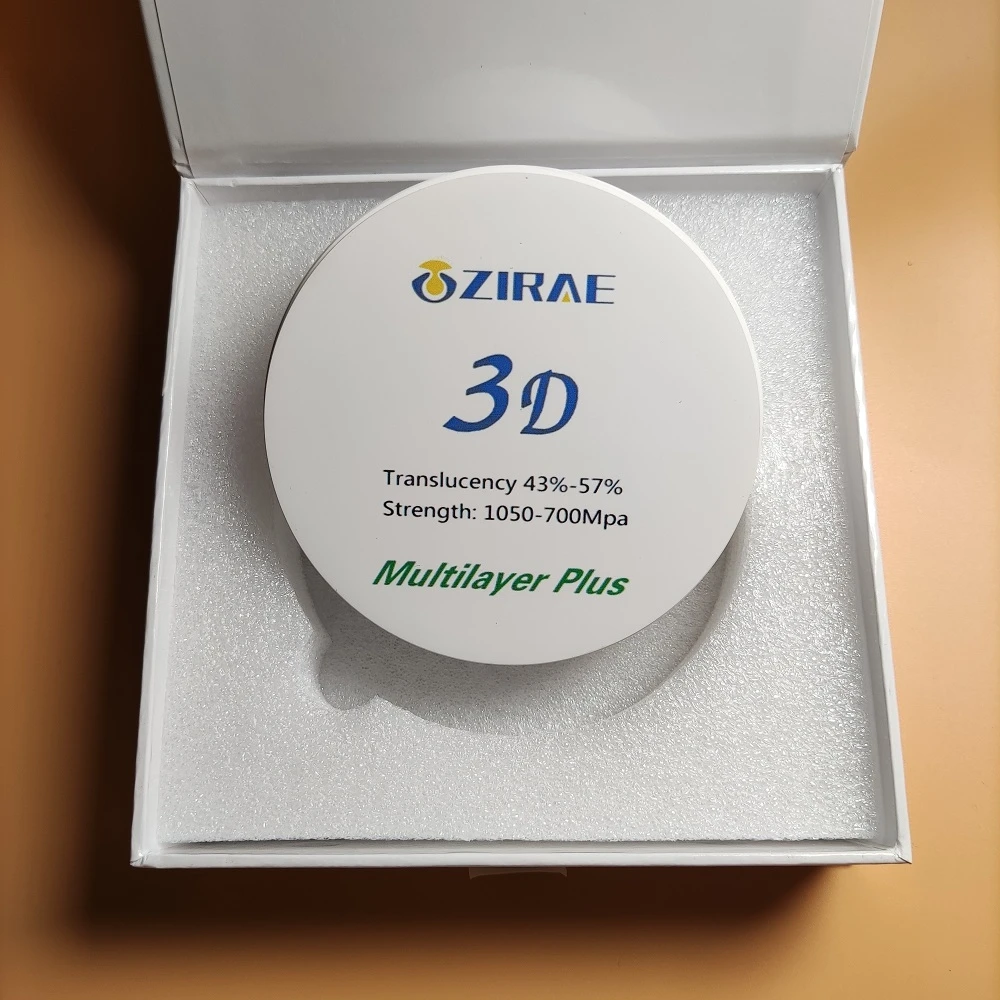 ZIRAE
3D
Translucency 43%-57%
Strength: 1050-700Mpa
Multilayer Plus